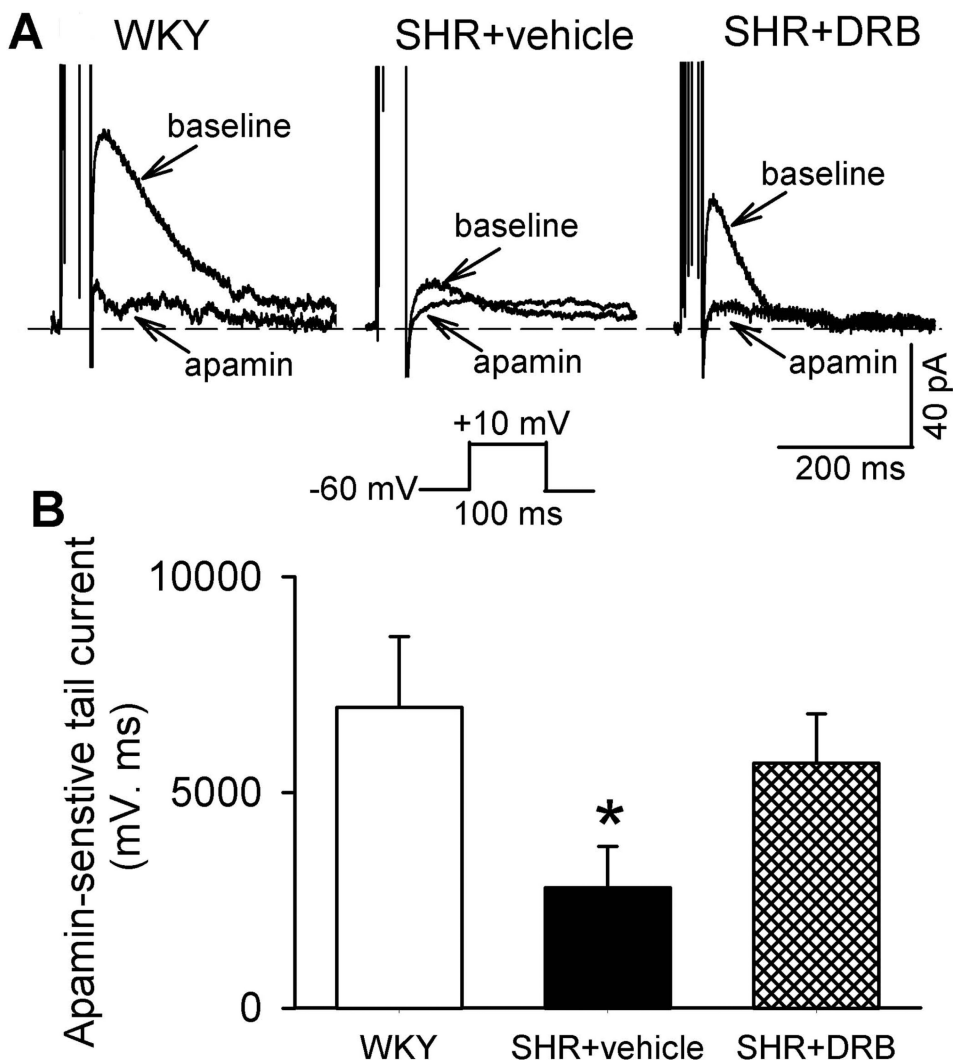 A
WKY
SHR+vehicle
SHR+DRB
baseline
baseline
baseline
apamin
apamin
apamin
40 pA
200 ms
+10 mV
-60 mV
100 ms
B
Apamin-senstive tail current
(mV. ms)
10000
5000
0
*
WKY
SHR+vehicle
SHR+DRB